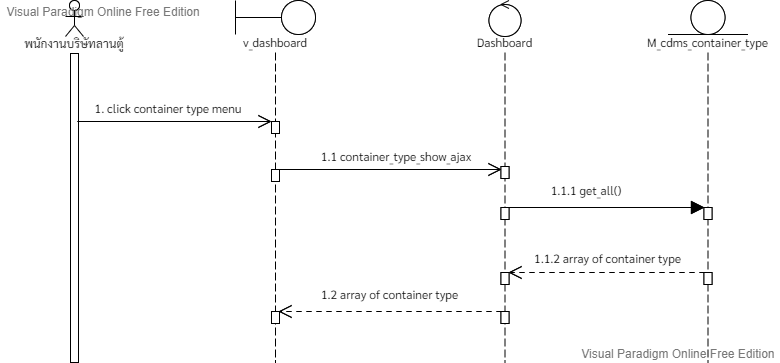 Visual Paradigm Online Free Edition
พนักงานบริษัทลานตู้
v_dashboard
Dashboard
M_cdms_container_type
1. click container type menu
1.1 container_type_show_ajax
1.1.1 get_all()
1.1.2 array of container type
1.2 array of container type
Visual Paradigm Online Free Edition